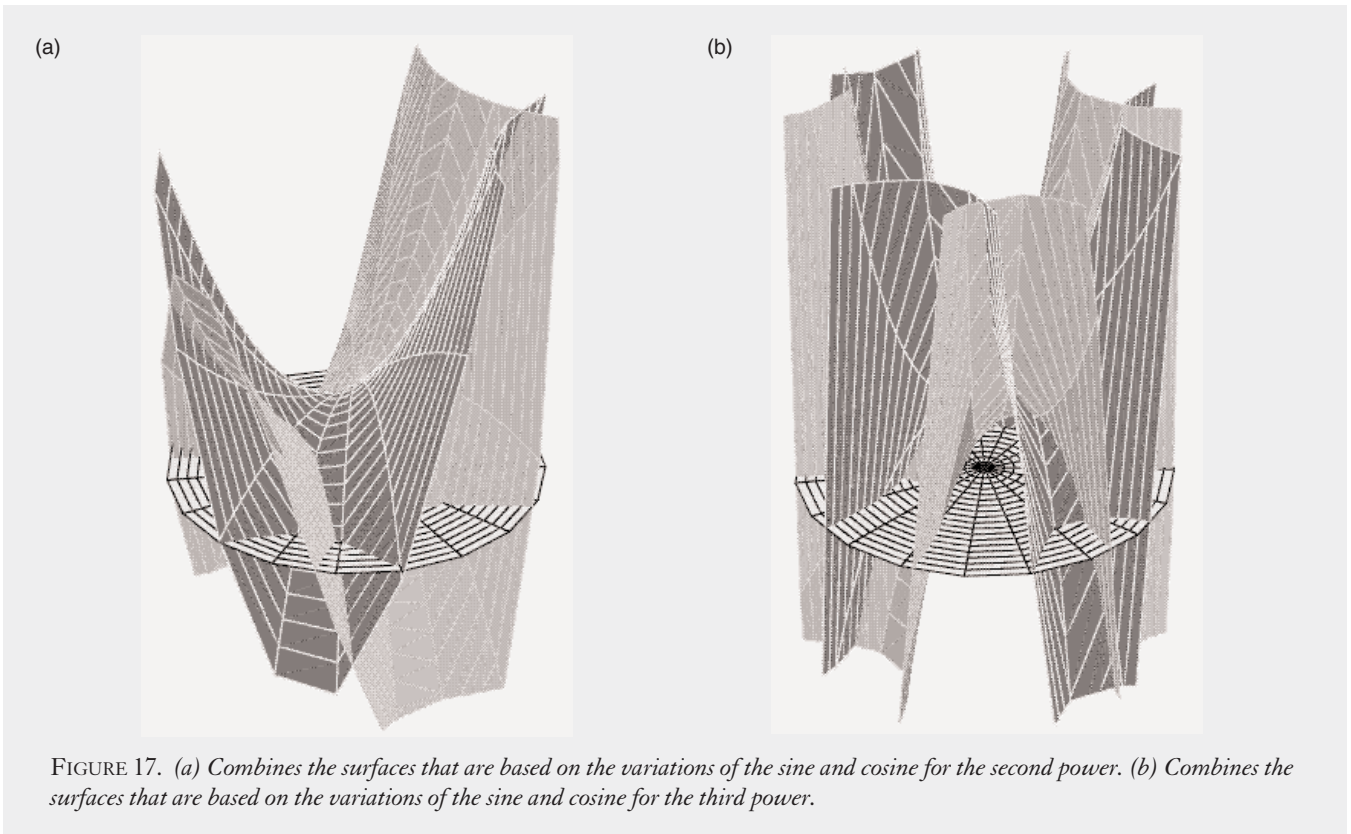 (a) (b)
FIGURE 17. (a) Combines the surfaces that are based on the variations of the sine and cosine for the second power. (b) Combines the
surfaces that are based on the variations of the sine and cosine for the third power.